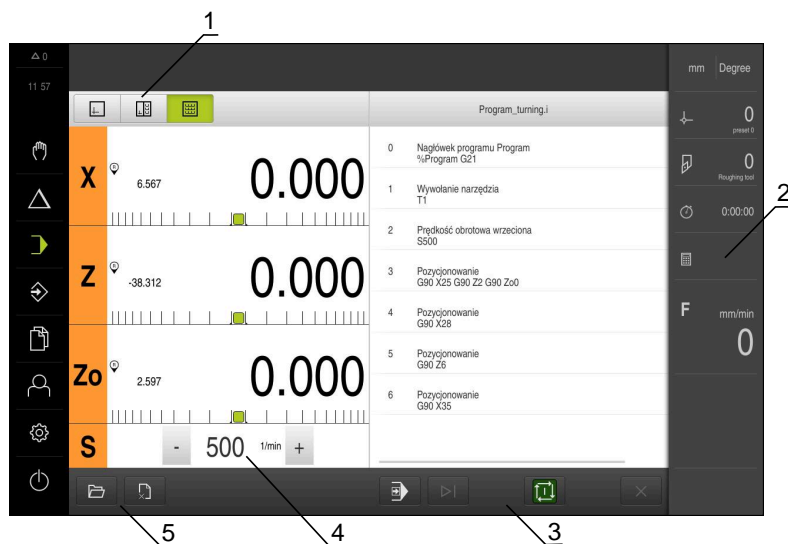 1
0
11 57
mm Degree
Program_turning.i
0
preset 0
X
R
6.567
0.000
0 Nagłówek programu Program
%Program G21
1 Wywołanie narzędzia
T1
0
Roughing tool
2
0:00:00
2 Prędkość obrotowa wrzeciona
S500
Z
R
-38.312
0.000
3 Pozycjonowanie
G90 X25 G90 Z2 G90 Zo0
4 Pozycjonowanie
G90 X28
F mm/min
0
Zo
R
2.597
0.000
5 Pozycjonowanie
G90 Z6
6 Pozycjonowanie
G90 X35
S - 500 1/min +
5
4
3